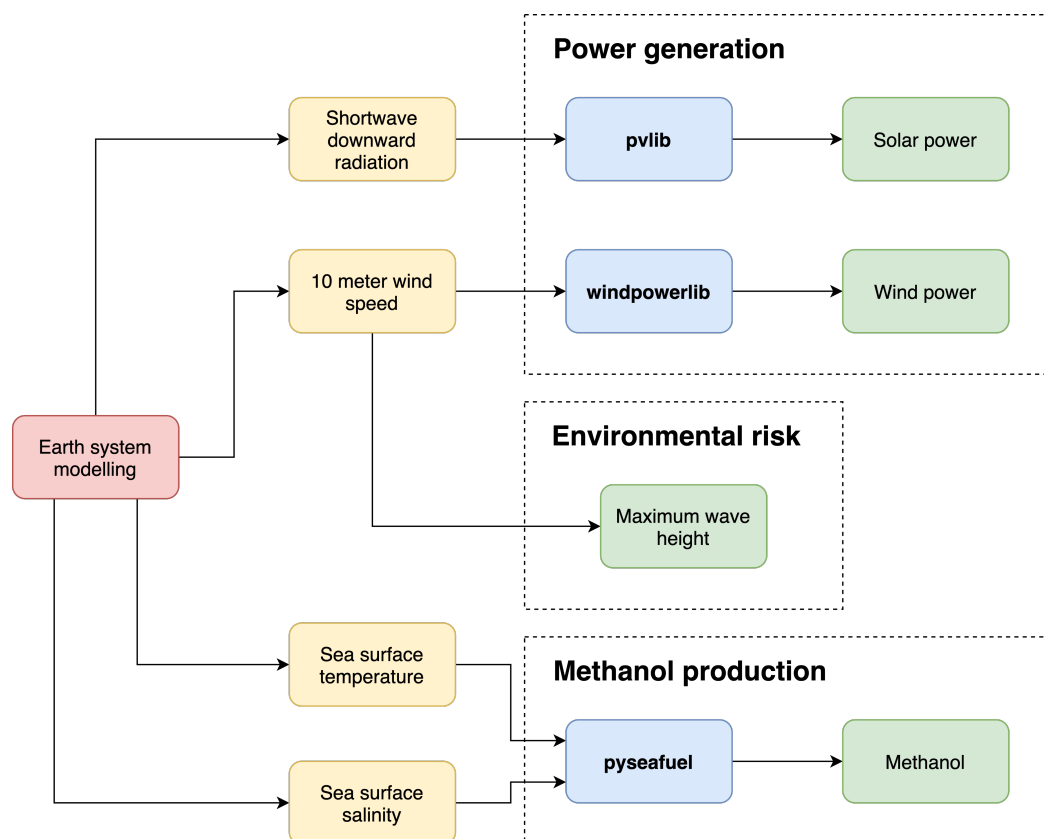 Power generation
Shortwave
downward
radiation
pvlib
Solar power
10 meter wind
speed
windpowerlib
Wind power
Earth system
modelling
Environmental risk
Maximum wave
height
Sea surface
temperature
Methanol production
pyseafuel
Methanol
Sea surface
salinity